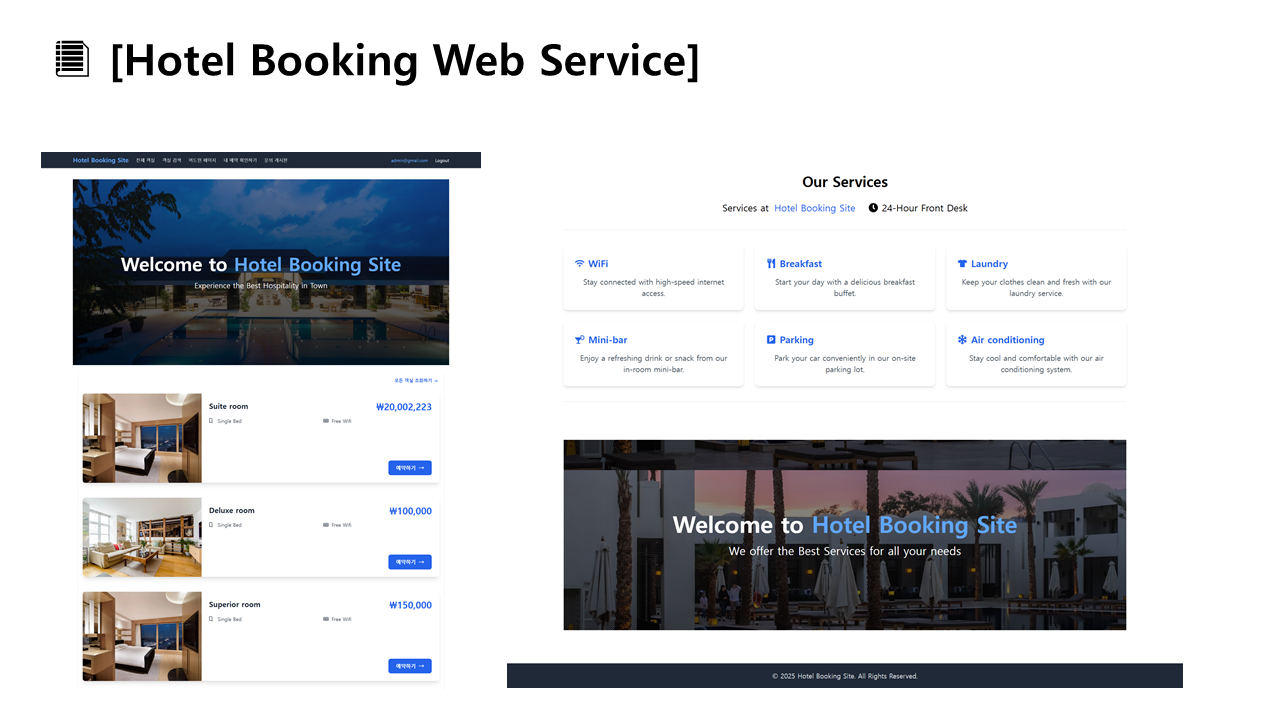 [Hotel Booking Web Service]
Hotel Booking Site 전체 객실 객실 검색 어드민 페이지 내 예약 확인하기 문의 게시판 admin@gmail.com Logout
Welcome to Hotel Booking Site
Experience the Best Hospitality in Town
모든 객실 조회하기 →
Suite room ₩20,002,223
Single Bed Free Wifi
예약하기 →
Deluxe room ₩100,000
Single Bed Free Wifi
예약하기 →
Superior room ₩150,000
Single Bed Free Wifi
예약하기 →
Our Services
Services at Hotel Booking Site 24-Hour Front Desk
WiFi
Stay connected with high-speed internet
access.
Breakfast
Start your day with a delicious breakfast
buffet.
Laundry
Keep your clothes clean and fresh with our
laundry service.
Mini-bar
Enjoy a refreshing drink or snack from our
in-room mini-bar.
Parking
Park your car conveniently in our on-site
parking lot.
Air conditioning
Stay cool and comfortable with our air
conditioning system.
Welcome to Hotel Booking Site
We offer the Best Services for all your needs
© 2025 Hotel Booking Site. All Rights Reserved.